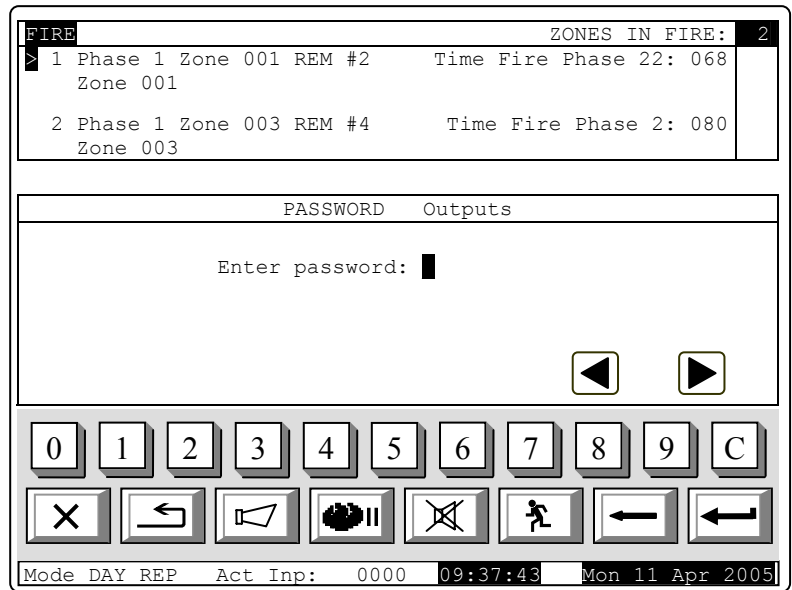 FIRE ZONES IN FIRE: 2
> 1 Phase 1 Zone 001 REM #2 Time Fire Phase 22: 068
Zone 001
2 Phase 1 Zone 003 REM #4 Time Fire Phase 2: 080
Zone 003
PASSWORD Outputs
Enter password:
0 1 2 3 4 5 6 7 8 9 C
Mode DAY REP Act Inp: 0000 09:37:43 Mon 11 Apr 2005